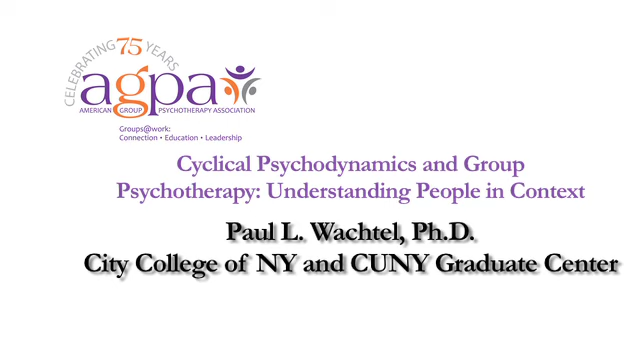 CELEBRATING 75 YEARS
agpa
AMERICAN GROUP PSYCHOTHERAPY ASSOCIATION
Groups@work:
Connection • Education • Leadership
Cyclical Psychodynamics and Group
Psychotherapy: Understanding People in Context
Paul L. Wachtel, Ph.D.
City College of NY and CUNY Graduate Center